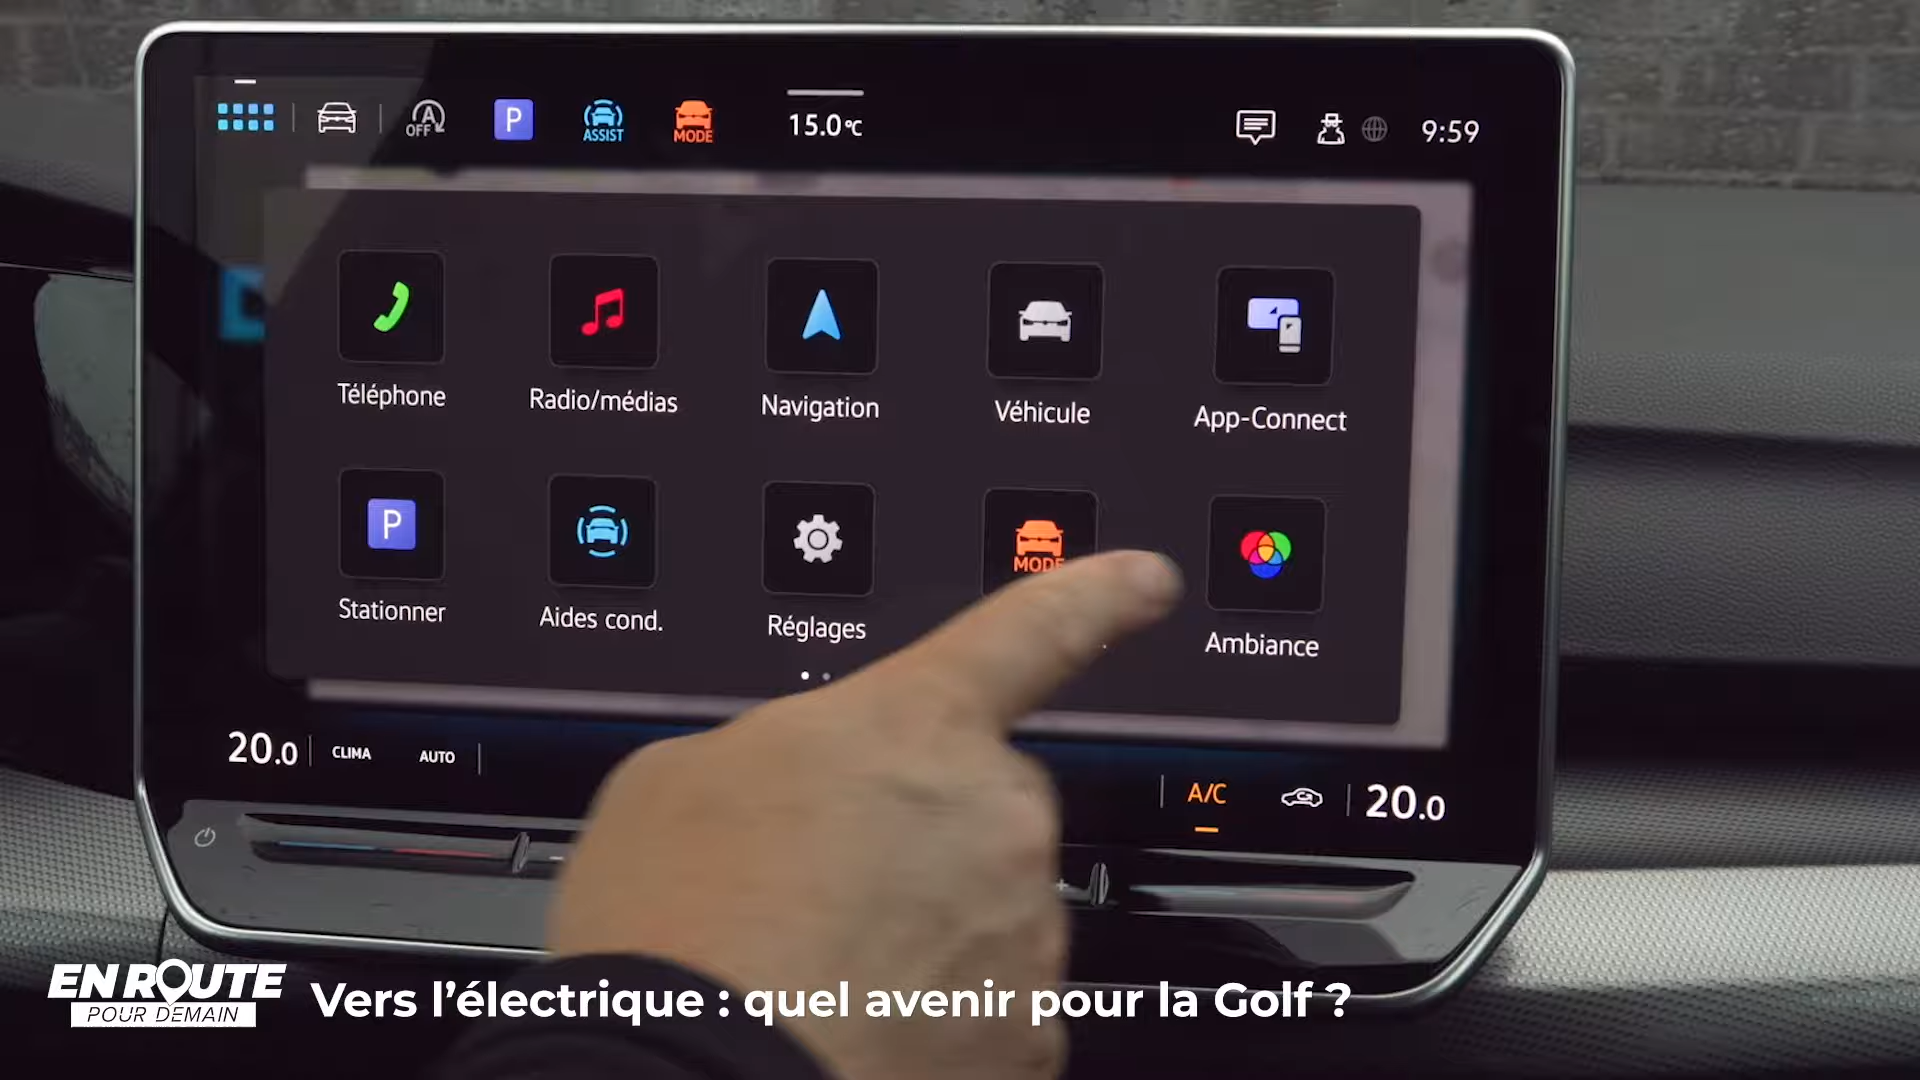 A
OFF
P
ASSIST
MODE
15.0°C
9:59
Téléphone
Radio/médias
Navigation
Véhicule
App-Connect
P
MODE
Stationner
Aides cond.
Réglages
Ambiance
20.0
CLIMA
AUTO
A/C
20.0
EN ROUTE
POUR DEMAIN
Vers l’électrique : quel avenir pour la Golf ?